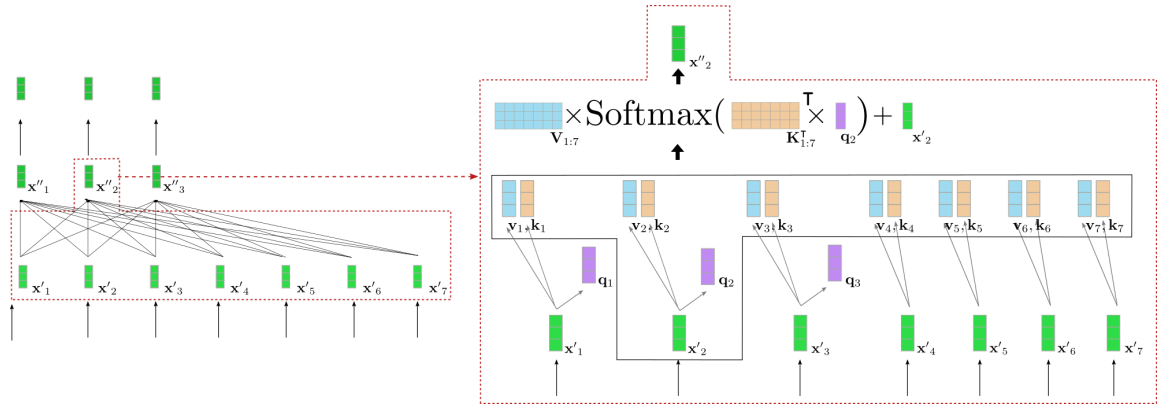 x''₂
V₁:₇ × Softmax( K⊺₁:₇ ⊺ × q₂ ) + x'₂
x''₁ x''₂ x''₃
v₁, k₁ v₂, k₂ v₃, k₃ v₄, k₄ v₅, k₅ v₆, k₆ v₇, k₇
x'₁ x'₂ x'₃ x'₄ x'₅ x'₆ x'₇
q₁ q₂ q₃
x'₁ x'₂ x'₃ x'₄ x'₅ x'₆ x'₇